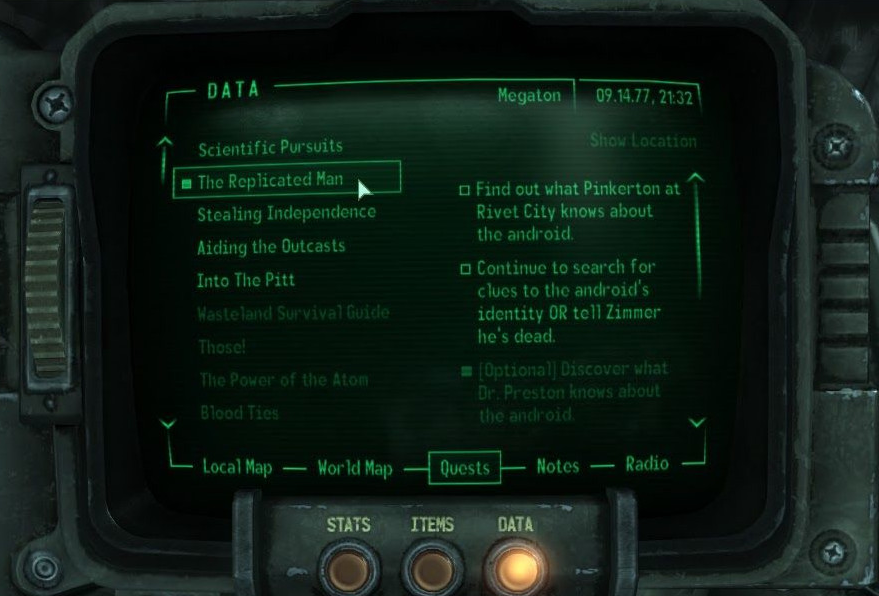 DATA
Megaton
09.14.77, 21:32
Show Location
Scientific Pursuits
The Replicated Man
Stealing Independence
Aiding the Outcasts
Into The Pitt
Wasteland Survival Guide
Those!
The Power of the Atom
Blood Ties
Find out what Pinkerton at
Rivet City knows about
the android.
Continue to search for
clues to the android's
identity OR tell Zimmer
he's dead.
[Optional] Discover what
Dr. Preston knows about
the android.
Local Map
World Map
Quests
Notes
Radio
STATS
ITEMS
DATA